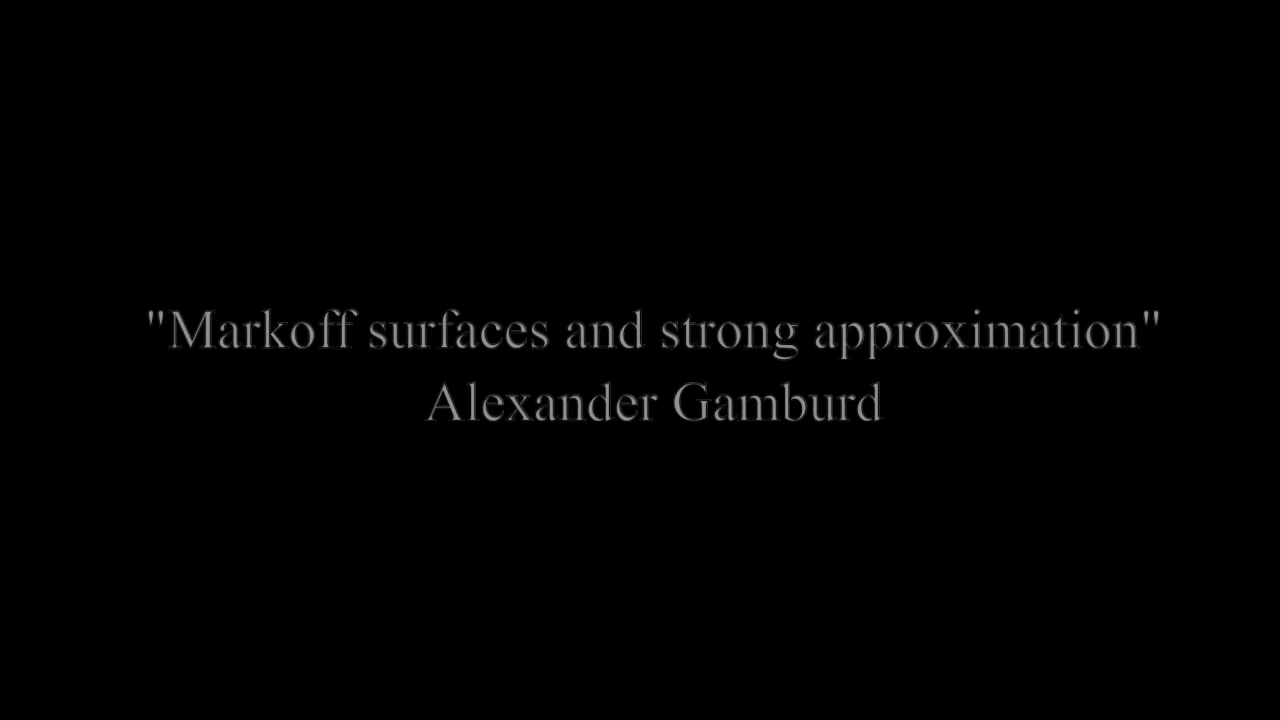 "Markoff surfaces and strong approximation"
Alexander Gamburd